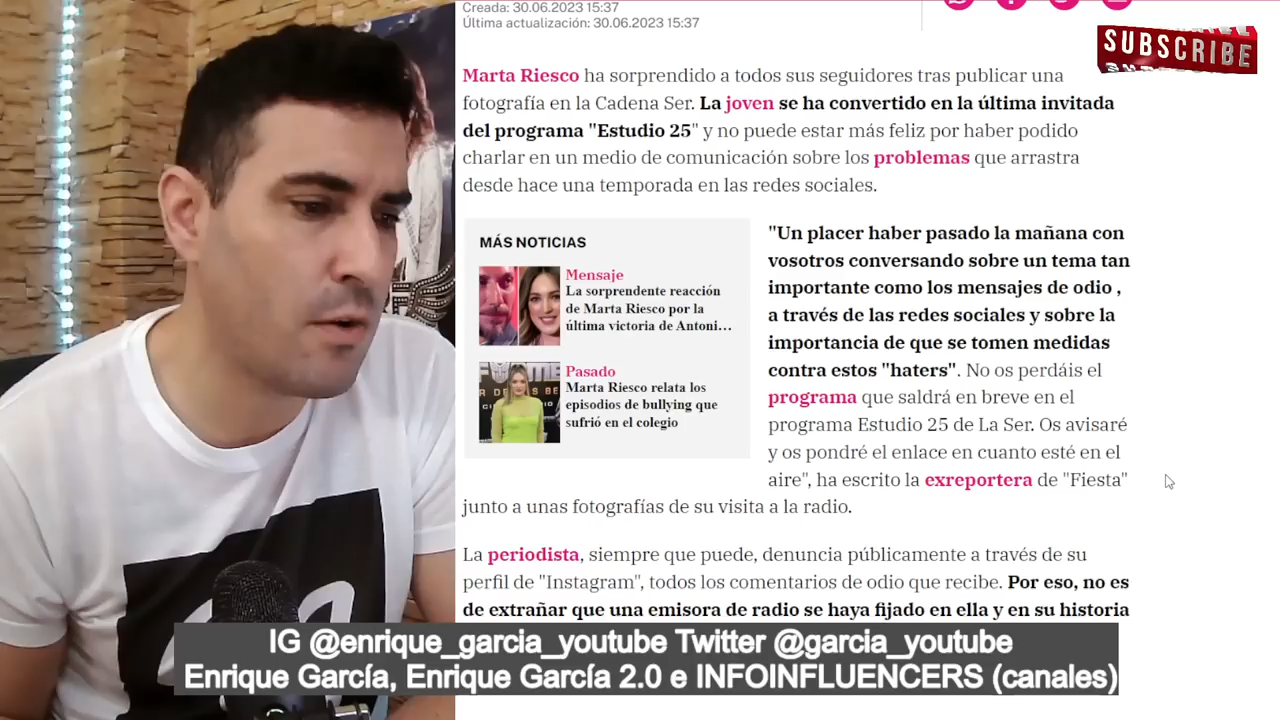 Creada: 30.06.2023 15:37
Última actualización: 30.06.2023 15:37
SUBSCRIBE
Marta Riesco ha sorprendido a todos sus seguidores tras publicar una
fotografía en la Cadena Ser. La joven se ha convertido en la última invitada
del programa "Estudio 25" y no puede estar más feliz por haber podido
charlar en un medio de comunicación sobre los problemas que arrastra
desde hace una temporada en las redes sociales.
MÁS NOTICIAS
Mensaje
La sorprendente reacción
de Marta Riesco por la
última victoria de Antoni...
Pasado
Marta Riesco relata los
episodios de bullying que
sufrió en el colegio
"Un placer haber pasado la mañana con
vosotros conversando sobre un tema tan
importante como los mensajes de odio ,
a través de las redes sociales y sobre la
importancia de que se tomen medidas
contra estos "haters". No os perdáis el
programa que saldrá en breve en el
programa Estudio 25 de La Ser. Os avisaré
y os pondré el enlace en cuanto esté en el
aire", ha escrito la exreportera de "Fiesta"
junto a unas fotografías de su visita a la radio.
La periodista, siempre que puede, denuncia públicamente a través de su
perfil de "Instagram", todos los comentarios de odio que recibe. Por eso, no es
de extrañar que una emisora de radio se haya fijado en ella y en su historia
IG @enrique_garcia_youtube Twitter @garcia_youtube
Enrique García, Enrique García 2.0 e INFOINFLUENCERS (canales)